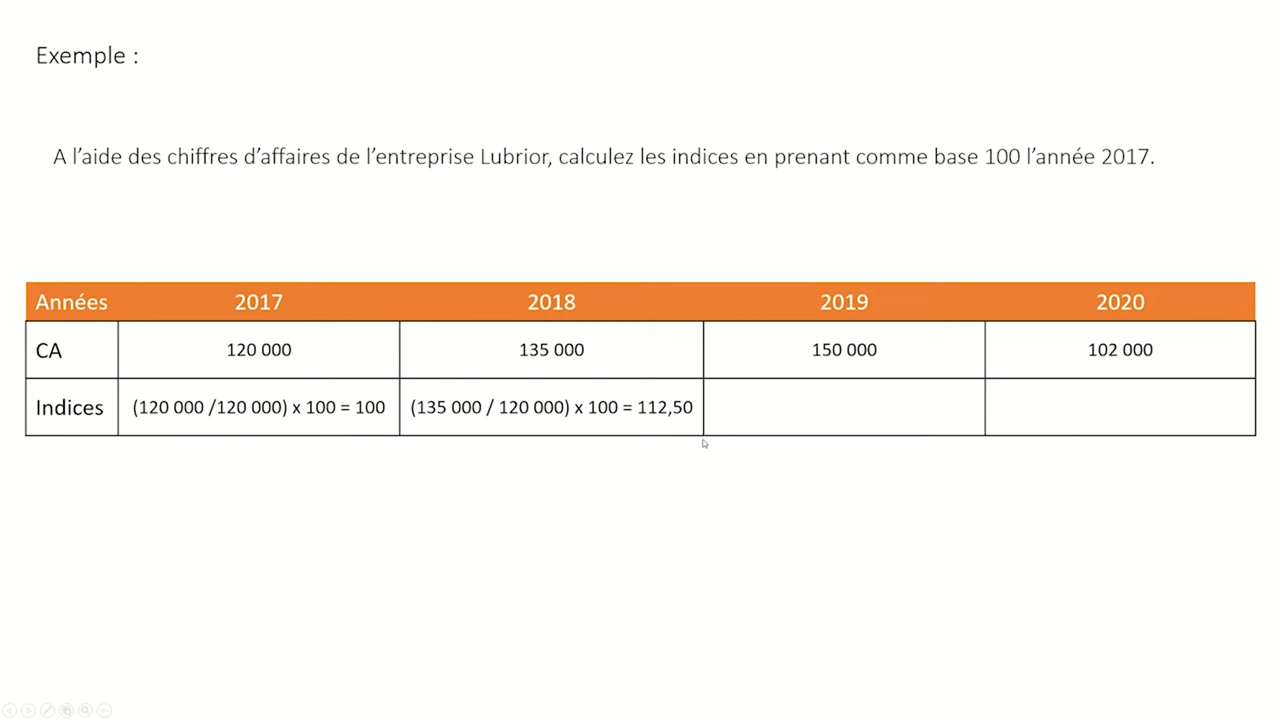 Exemple :
A l’aide des chiffres d’affaires de l’entreprise Lubrior, calculez les indices en prenant comme base 100 l’année 2017.
Années 2017 2018 2019 2020
CA 120 000 135 000 150 000 102 000
Indices (120 000 /120 000) x 100 = 100 (135 000 / 120 000) x 100 = 112,50